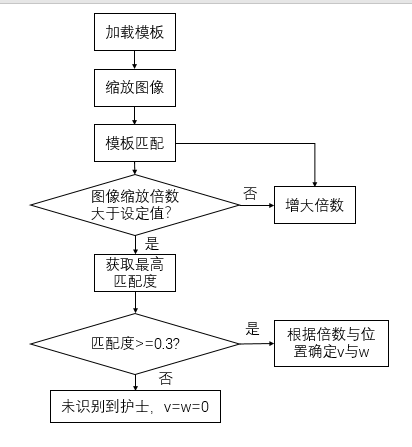 加载模板
缩放图像
模板匹配
图像缩放倍数
大于设定值?
否
增大倍数
是
获取最高
匹配度
匹配度>=0.3?
是
根据倍数与位
置确定v与w
否
未识别到护士，v=w=0